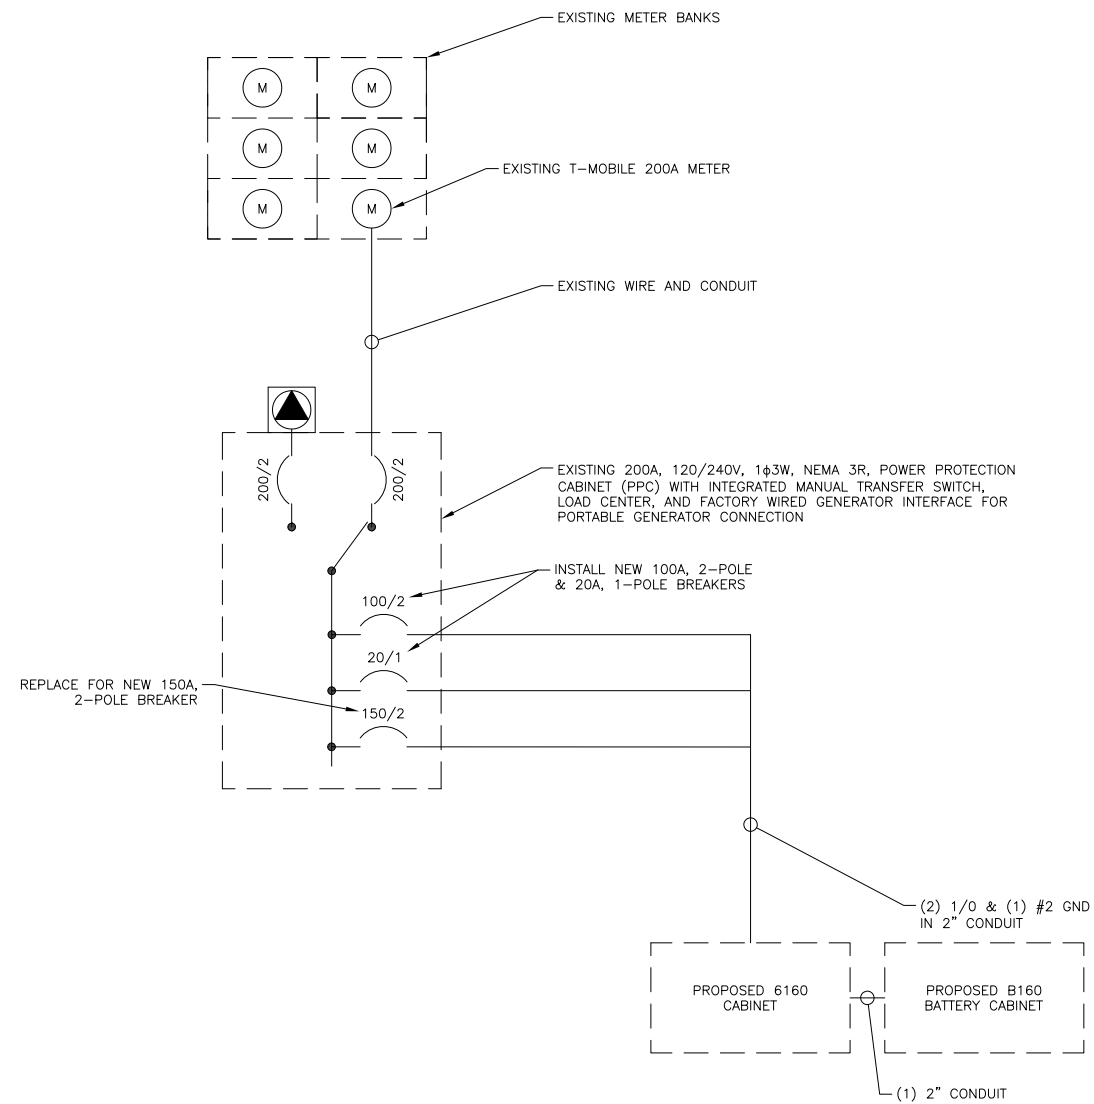 EXISTING METER BANKS
M
M
M
M
EXISTING T-MOBILE 200A METER
M
M
EXISTING WIRE AND CONDUIT
200/2
200/2
EXISTING 200A, 120/240V, 1ϕ3W, NEMA 3R, POWER PROTECTION
CABINET (PPC) WITH INTEGRATED MANUAL TRANSFER SWITCH,
LOAD CENTER, AND FACTORY WIRED GENERATOR INTERFACE FOR
PORTABLE GENERATOR CONNECTION
INSTALL NEW 100A, 2-POLE
& 20A, 1-POLE BREAKERS
100/2
20/1
REPLACE FOR NEW 150A,
2-POLE BREAKER
150/2
(2) 1/0 & (1) #2 GND
IN 2" CONDUIT
PROPOSED 6160
CABINET
PROPOSED B160
BATTERY CABINET
(1) 2" CONDUIT